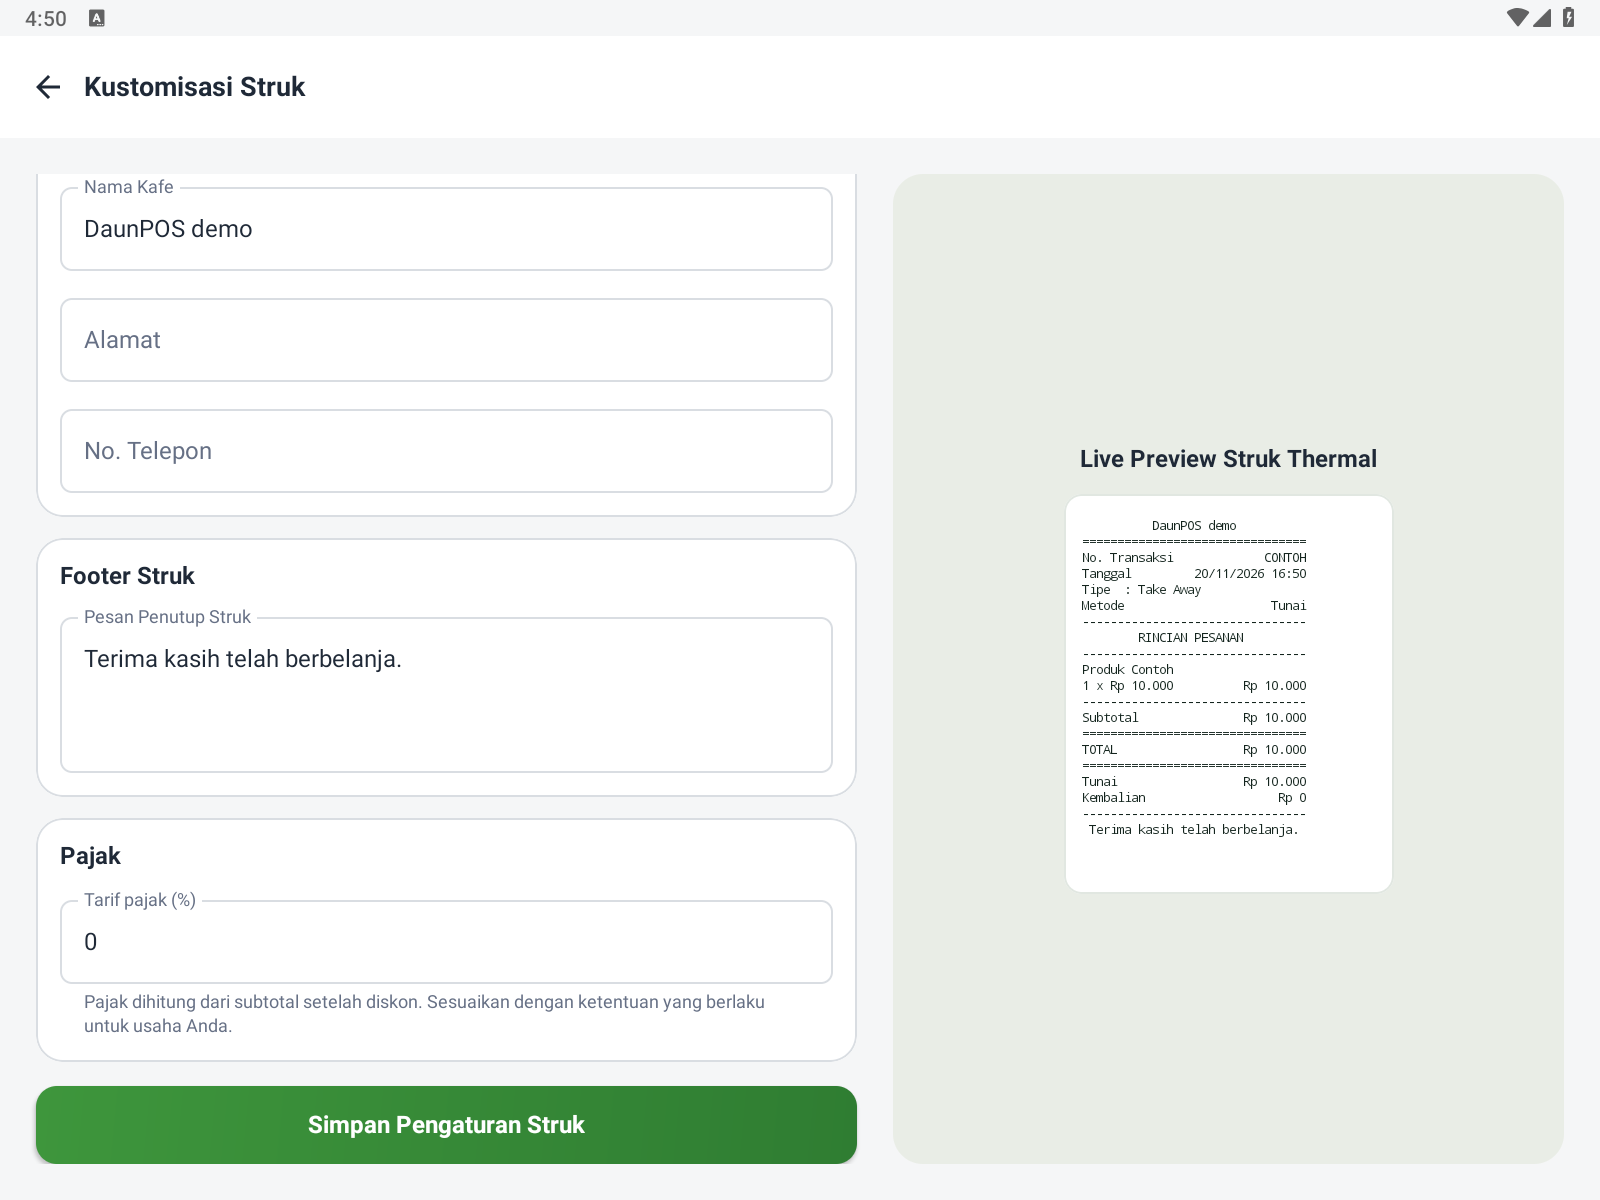 4:50
A
Kustomisasi Struk
Nama Kafe
DaunPOS demo
Alamat
No. Telepon
Footer Struk
Pesan Penutup Struk
Terima kasih telah berbelanja.
Pajak
Tarif pajak (%)
0
Pajak dihitung dari subtotal setelah diskon. Sesuaikan dengan ketentuan yang berlaku
untuk usaha Anda.
Simpan Pengaturan Struk
Live Preview Struk Thermal
DaunPOS demo
================================
No. Transaksi CONTOH
Tanggal 20/11/2026 16:50
Tipe : Take Away
Metode Tunai
--------------------------------
RINCIAN PESANAN
--------------------------------
Produk Contoh
1 x Rp 10.000 Rp 10.000
--------------------------------
Subtotal Rp 10.000
================================
TOTAL Rp 10.000
================================
Tunai Rp 10.000
Kembalian Rp 0
--------------------------------
Terima kasih telah berbelanja.